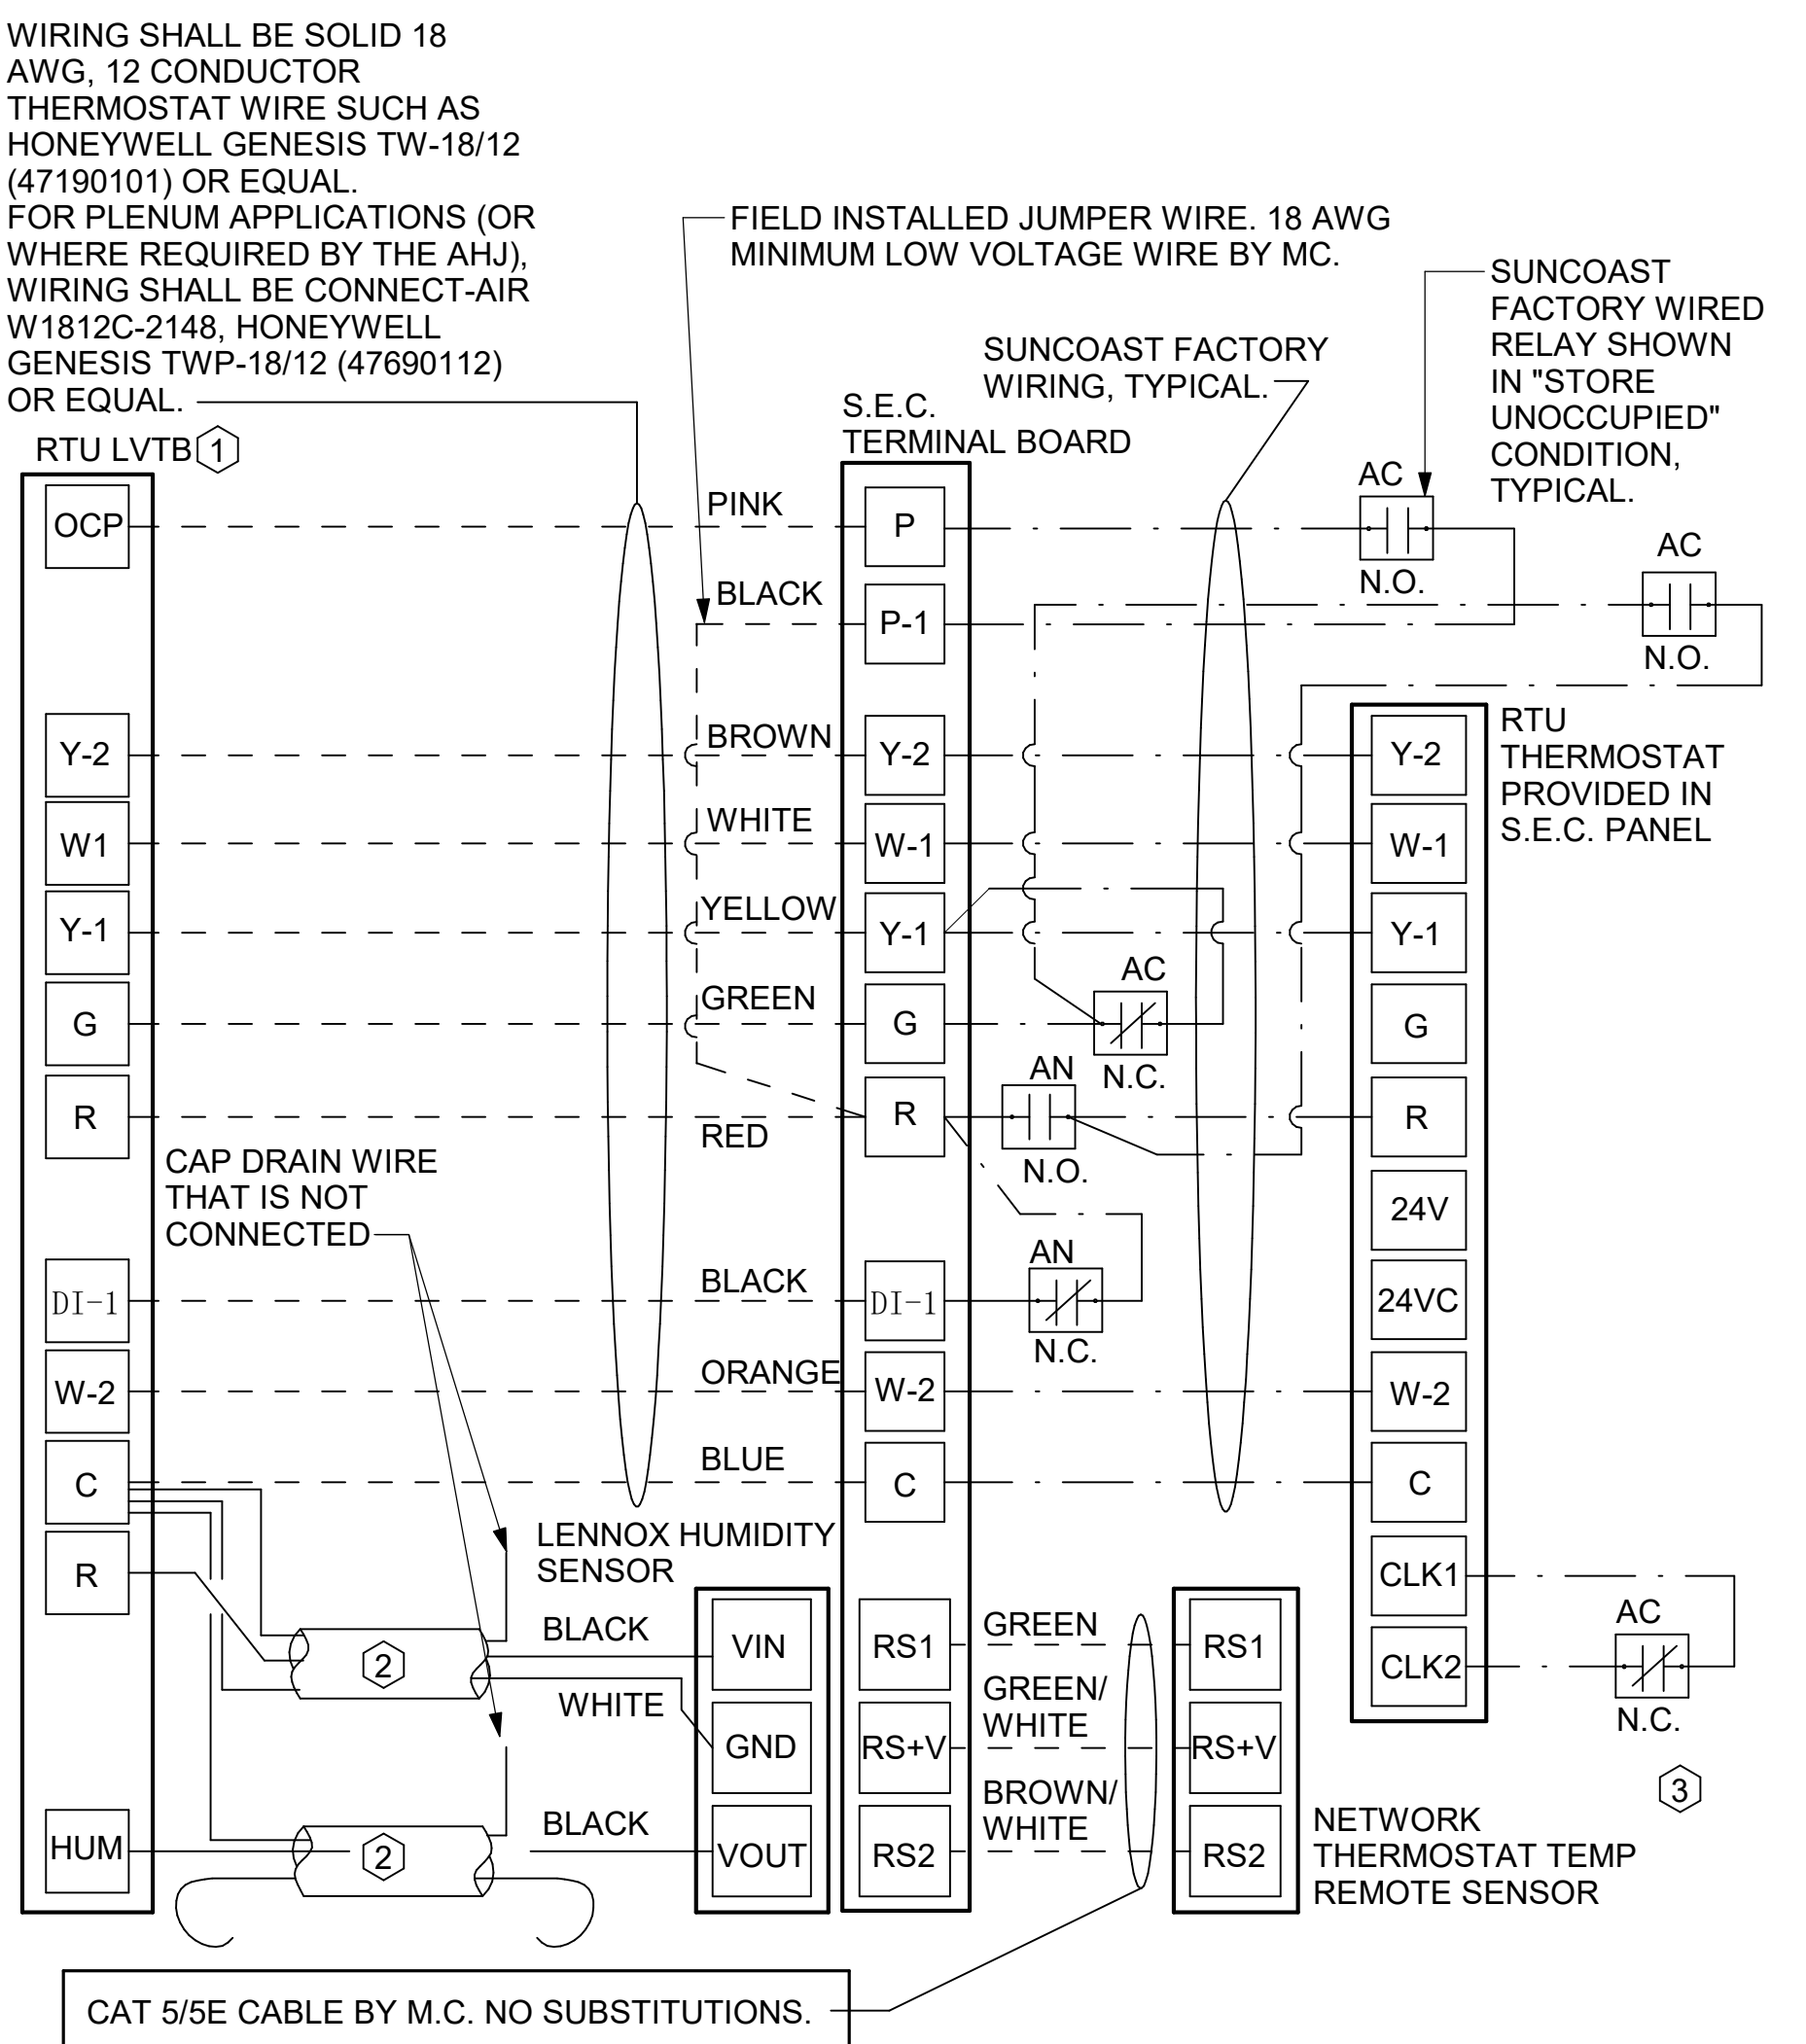 WIRING SHALL BE SOLID 18
AWG, 12 CONDUCTOR
THERMOSTAT WIRE SUCH AS
HONEYWELL GENESIS TW-18/12
(47190101) OR EQUAL.
FOR PLENUM APPLICATIONS (OR
WHERE REQUIRED BY THE AHJ),
WIRING SHALL BE CONNECT-AIR
W1812C-2148, HONEYWELL
GENESIS TWP-18/12 (47690112)
OR EQUAL.
FIELD INSTALLED JUMPER WIRE. 18 AWG
MINIMUM LOW VOLTAGE WIRE BY MC.
SUNCOAST FACTORY
WIRING, TYPICAL.
SUNCOAST
FACTORY WIRED
RELAY SHOWN
IN "STORE
UNOCCUPIED"
CONDITION,
TYPICAL.
RTU LVTB 1
OCP
Y-2
W1
Y-1
G
R
DI-1
W-2
C
R
HUM
CAP DRAIN WIRE
THAT IS NOT
CONNECTED
PINK
BLACK
BROWN
WHITE
YELLOW
GREEN
RED
BLACK
ORANGE
BLUE
S.E.C.
TERMINAL BOARD
P
P-1
Y-2
W-1
Y-1
G
R
DI-1
W-2
C
RS1
RS+V
RS2
AC
N.O.
AC
N.O.
AC
N.C.
AN
N.O.
AN
N.C.
RTU
THERMOSTAT
PROVIDED IN
S.E.C. PANEL
Y-2
W-1
Y-1
G
R
24V
24VC
W-2
C
CLK1
CLK2
AC
N.C.
3
LENNOX HUMIDITY
SENSOR
2
BLACK
WHITE
2
BLACK
VIN
GND
VOUT
GREEN
GREEN/
WHITE
BROWN/
WHITE
RS1
RS+V
RS2
NETWORK
THERMOSTAT TEMP
REMOTE SENSOR
CAT 5/5E CABLE BY M.C. NO SUBSTITUTIONS.